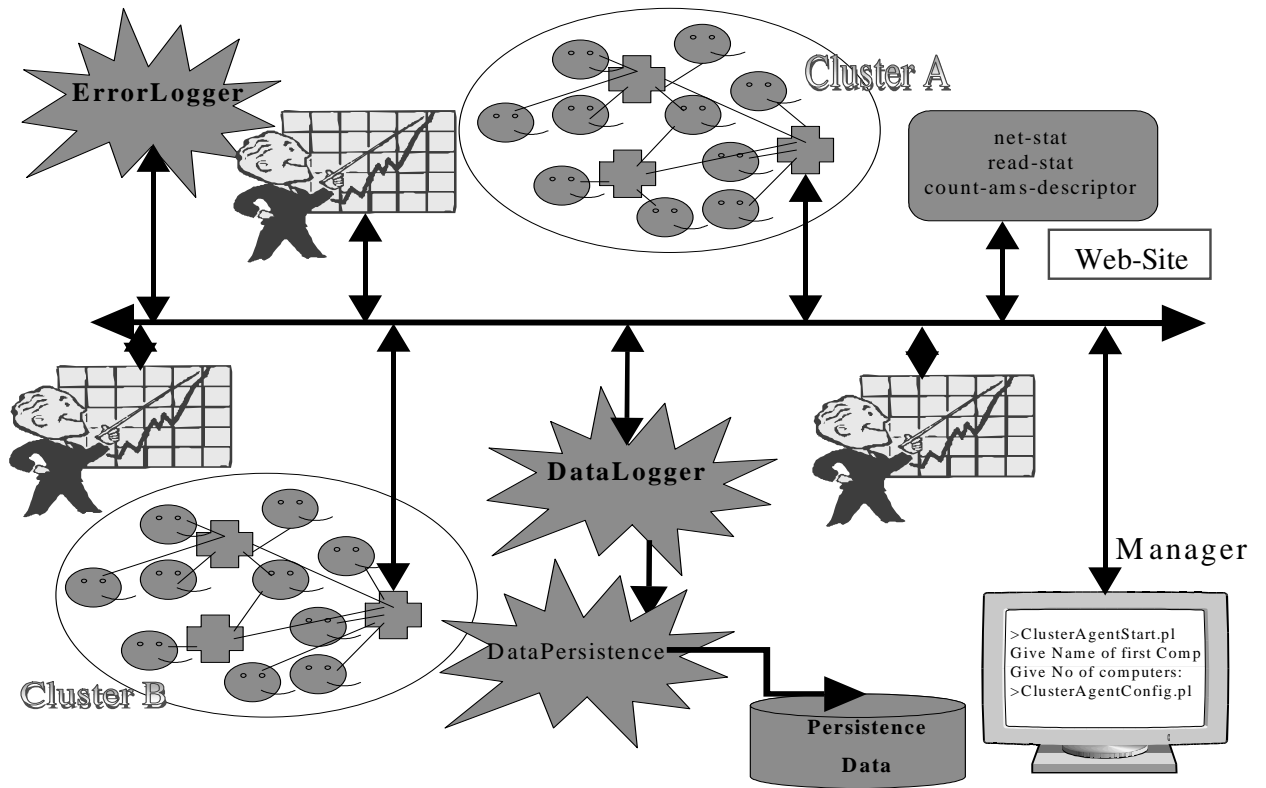 ErrorLogger
Cluster A
net-stat
read-stat
count-ams-descriptor
Web-Site
DataLogger
Manager
DataPersistence
>ClusterAgentStart.pl
Give Name of first Comp
Give No of computers:
>ClusterAgentConfig.pl
Cluster B
Persistence
Data